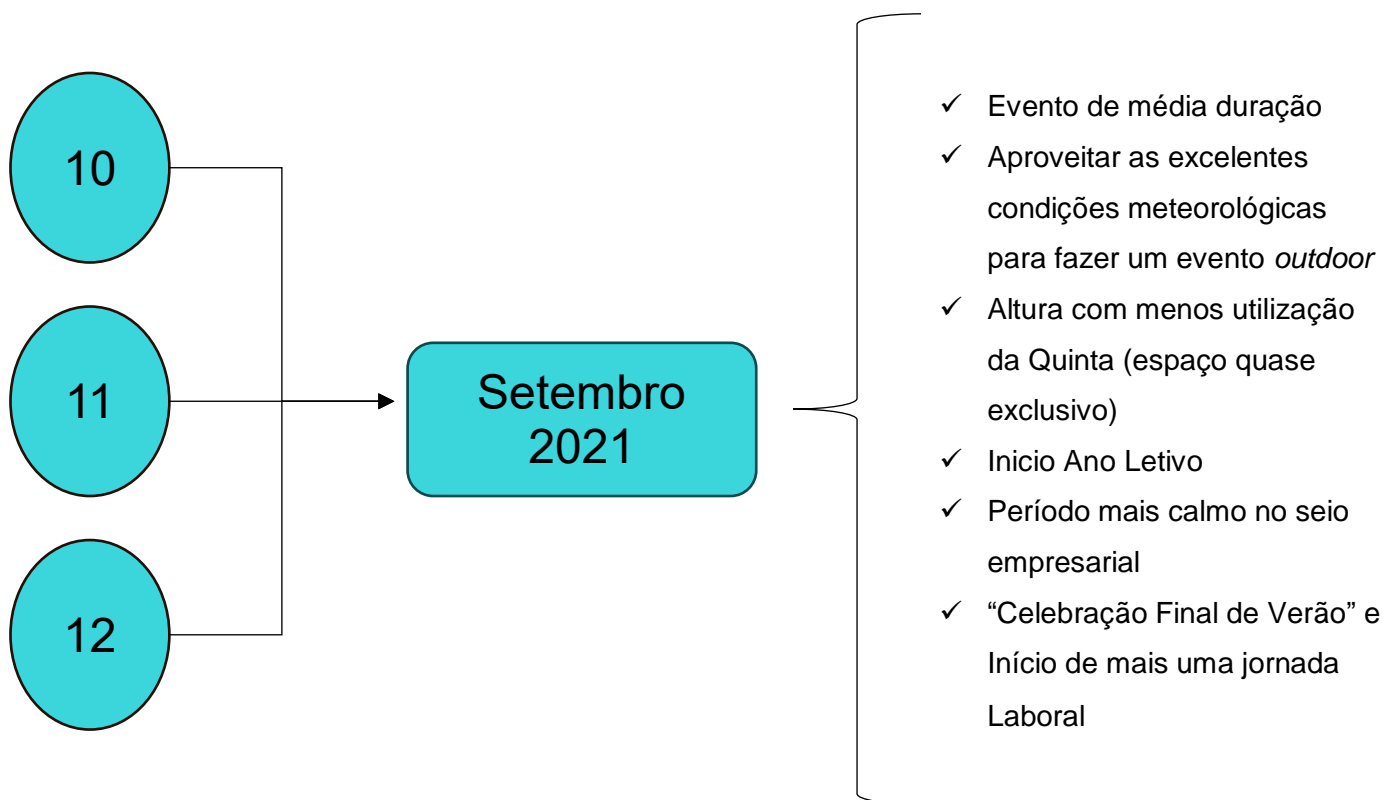 10
11
12
Setembro
2021
✓ Evento de média duração
✓ Aproveitar as excelentes
condições meteorológicas
para fazer um evento outdoor
✓ Altura com menos utilização
da Quinta (espaço quase
exclusivo)
✓ Inicio Ano Letivo
✓ Período mais calmo no seio
empresarial
✓ “Celebração Final de Verão” e
Início de mais uma jornada
Laboral